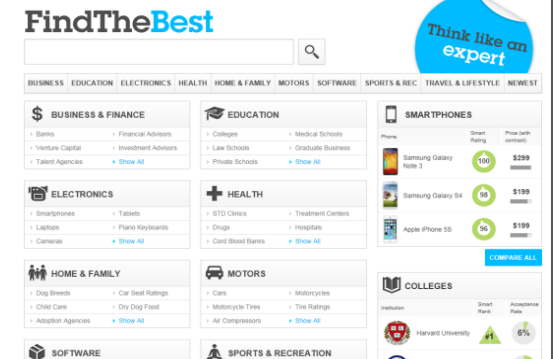 FindTheBest
Think like an
expert
BUSINESS EDUCATION ELECTRONICS HEALTH HOME & FAMILY MOTORS SOFTWARE SPORTS & REC TRAVEL & LIFESTYLE NEWEST
$ BUSINESS & FINANCE
Banks
Financial Advisors
Venture Capital
Investment Advisors
Talent Agencies
Show All
EDUCATION
Colleges
Medical Schools
Law Schools
Graduate Business
Private Schools
Show All
SMARTPHONES
Phone
Smart
Rating
Price (with
contract)
Samsung Galaxy
Note 3
100
$299
Samsung Galaxy S4
98
$199
Apple iPhone 5S
96
$199
COMPARE ALL
ELECTRONICS
Smartphones
Tablets
Laptops
Piano Keyboards
Cameras
Show All
HEALTH
STD Clinics
Treatment Centers
Drugs
Hospitals
Cord Blood Banks
Show All
HOME & FAMILY
Dog Breeds
Car Seat Ratings
Child Care
Dry Dog Food
Adoption Agencies
Show All
MOTORS
Cars
Motorcycles
Motorcycle Tires
Tire Ratings
Air Compressors
Show All
COLLEGES
Institution
Smart
Rank
Acceptance
Rate
Harvard University
#1
6%
SOFTWARE
SPORTS & RECREATION